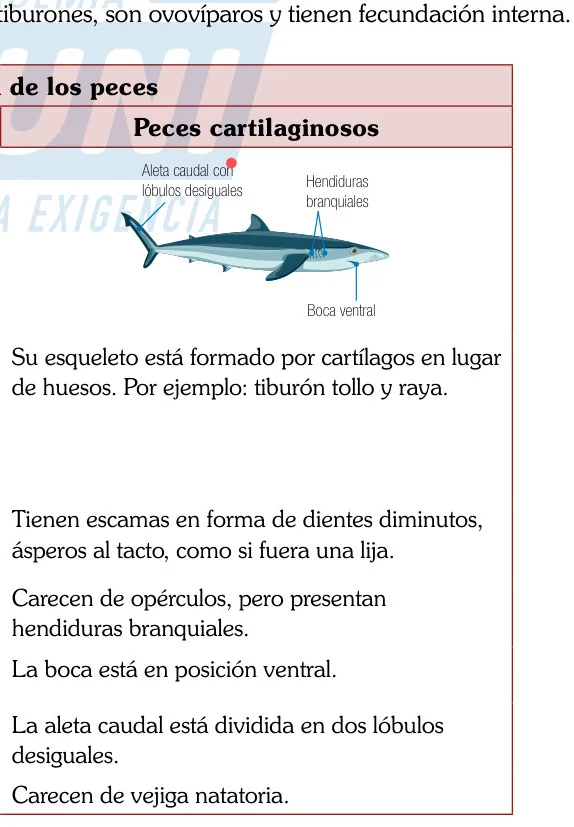 tiburones, son ovovíparos y tienen fecundación interna.
de los peces
Peces cartilaginosos
Aleta caudal con
lóbulos desiguales
Hendiduras
branquiales
Boca ventral
UNI
A EXIGENCIA
Su esqueleto está formado por cartílagos en lugar
de huesos. Por ejemplo: tiburón tollo y raya.
Tienen escamas en forma de dientes diminutos,
ásperos al tacto, como si fuera una lija.
Carecen de opérculos, pero presentan
hendiduras branquiales.
La boca está en posición ventral.
La aleta caudal está dividida en dos lóbulos
desiguales.
Carecen de vejiga natatoria.